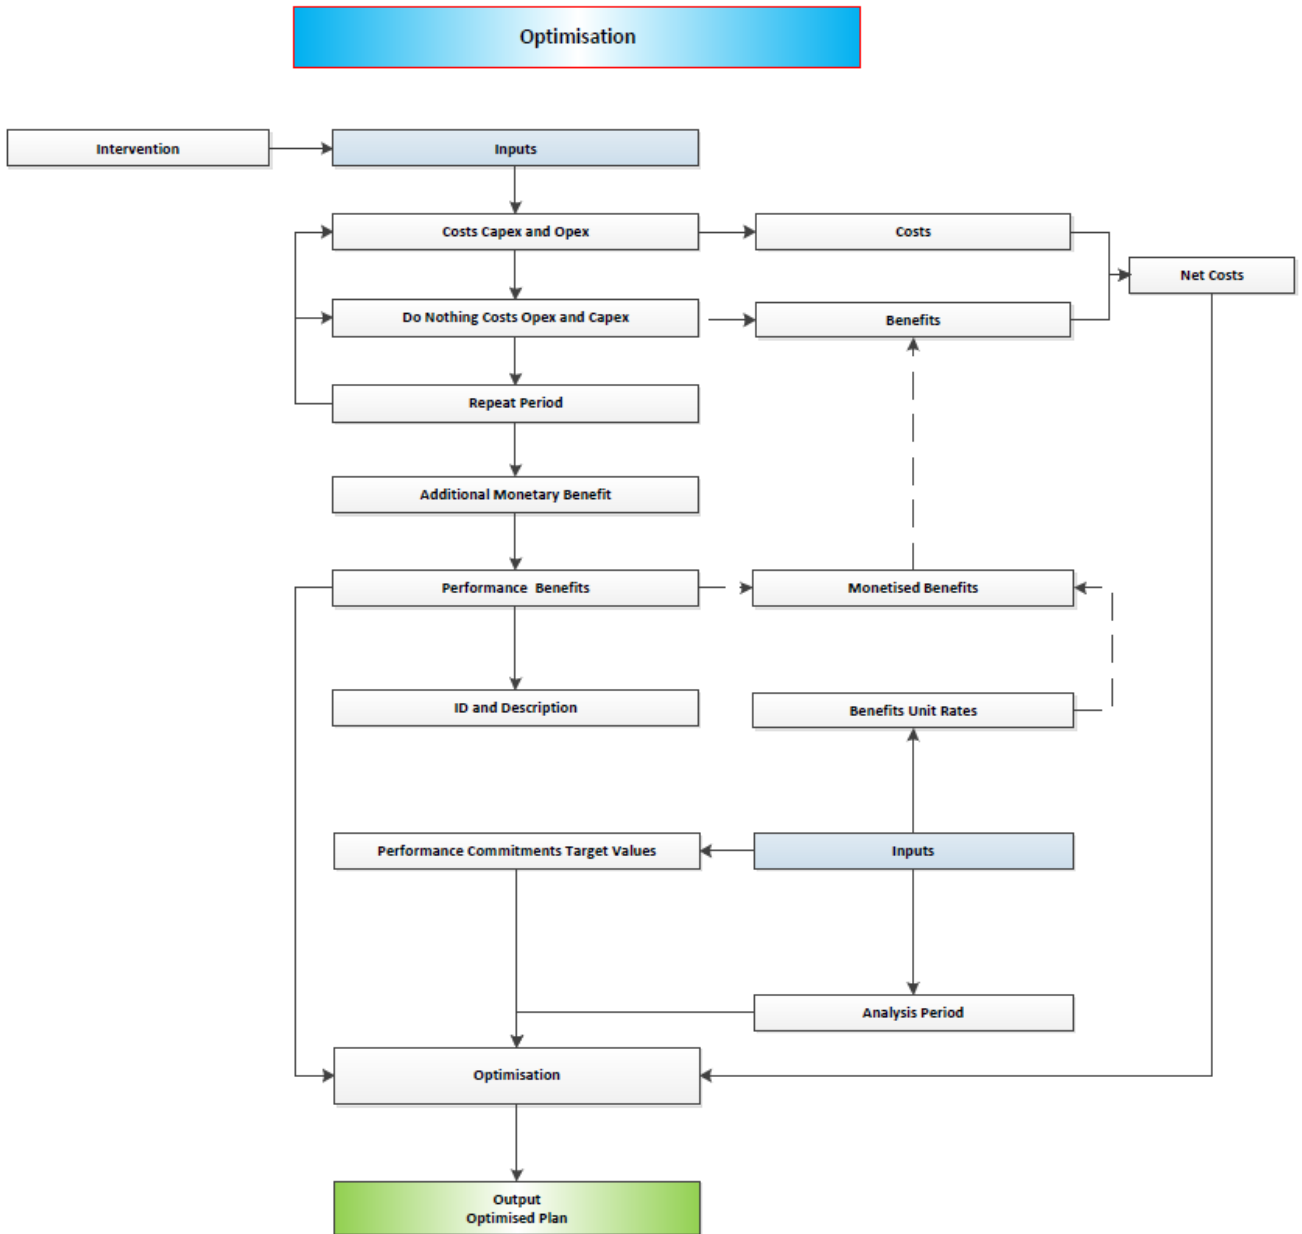 Optimisation
Intervention
Inputs
Costs Capex and Opex
Costs
Net Costs
Do Nothing Costs Opex and Capex
Benefits
Repeat Period
Additional Monetary Benefit
Performance  Benefits
Monetised Benefits
ID and Description
Benefits Unit Rates
Performance Commitments Target Values
Inputs
Analysis Period
Optimisation
Output
Optimised Plan